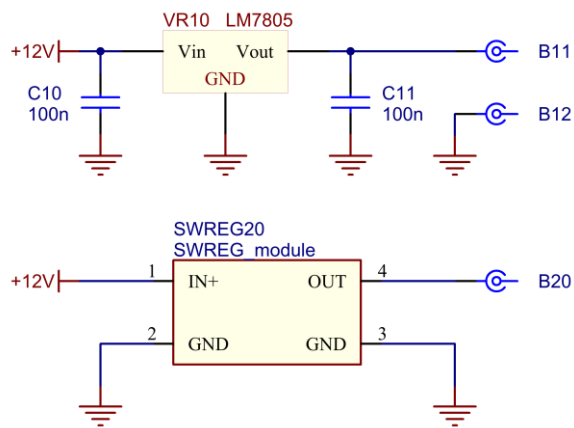 VR10 LM7805
+12V
Vin Vout
GND
B11
C10
100n
C11
100n
B12
SWREG20
SWREG_module
+12V
1
IN+ OUT
4
B20
2
GND GND
3